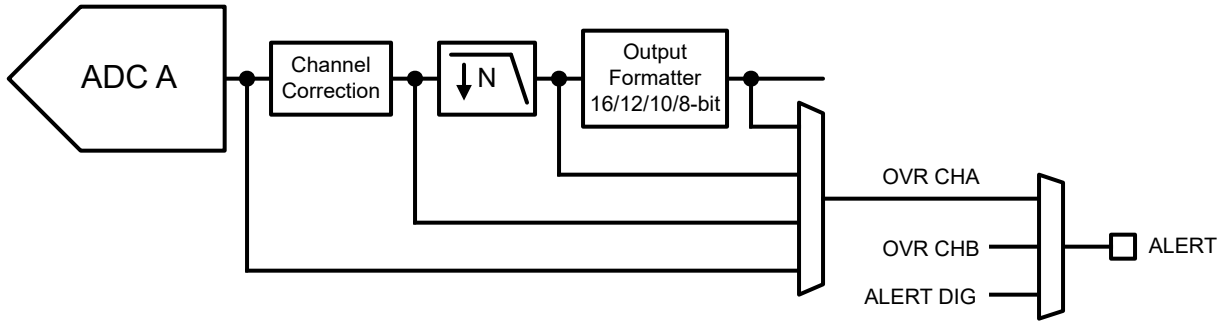 ADC A
Channel
Correction
N
Output
Formatter
16/12/10/8-bit
OVR CHA
OVR CHB
ALERT
ALERT DIG